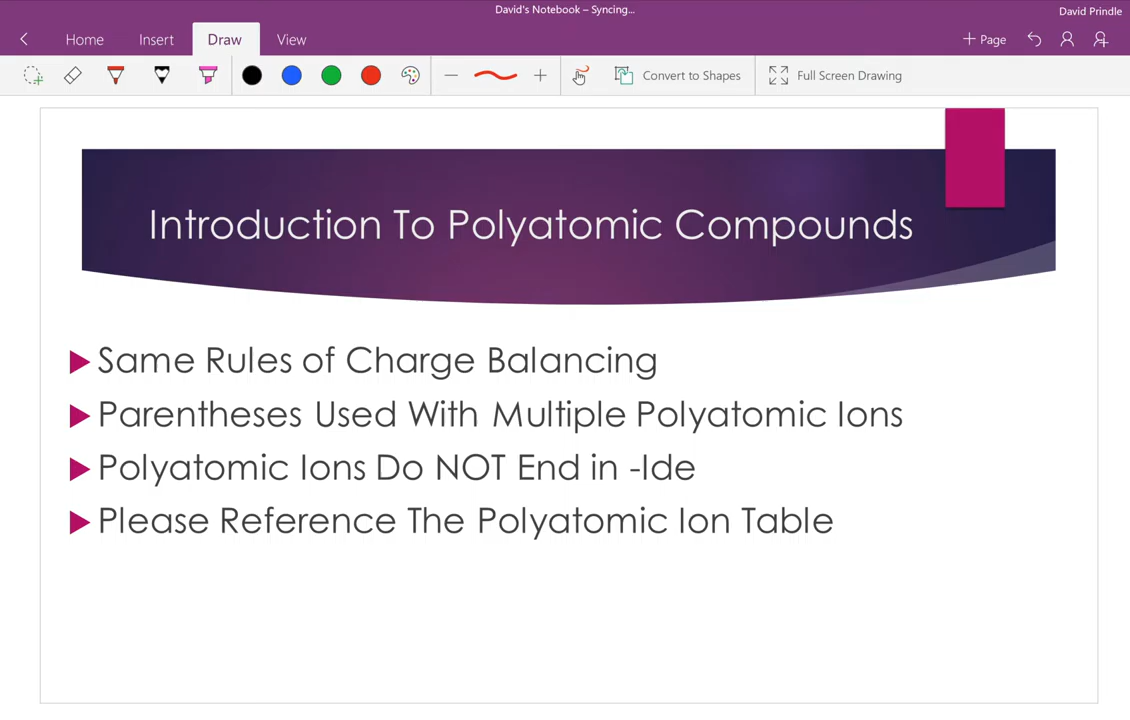 David's Notebook – Syncing...
David Prindle
Home Insert Draw View
Page
Convert to Shapes
Full Screen Drawing
Introduction To Polyatomic Compounds
Same Rules of Charge Balancing
Parentheses Used With Multiple Polyatomic Ions
Polyatomic Ions Do NOT End in -Ide
Please Reference The Polyatomic Ion Table